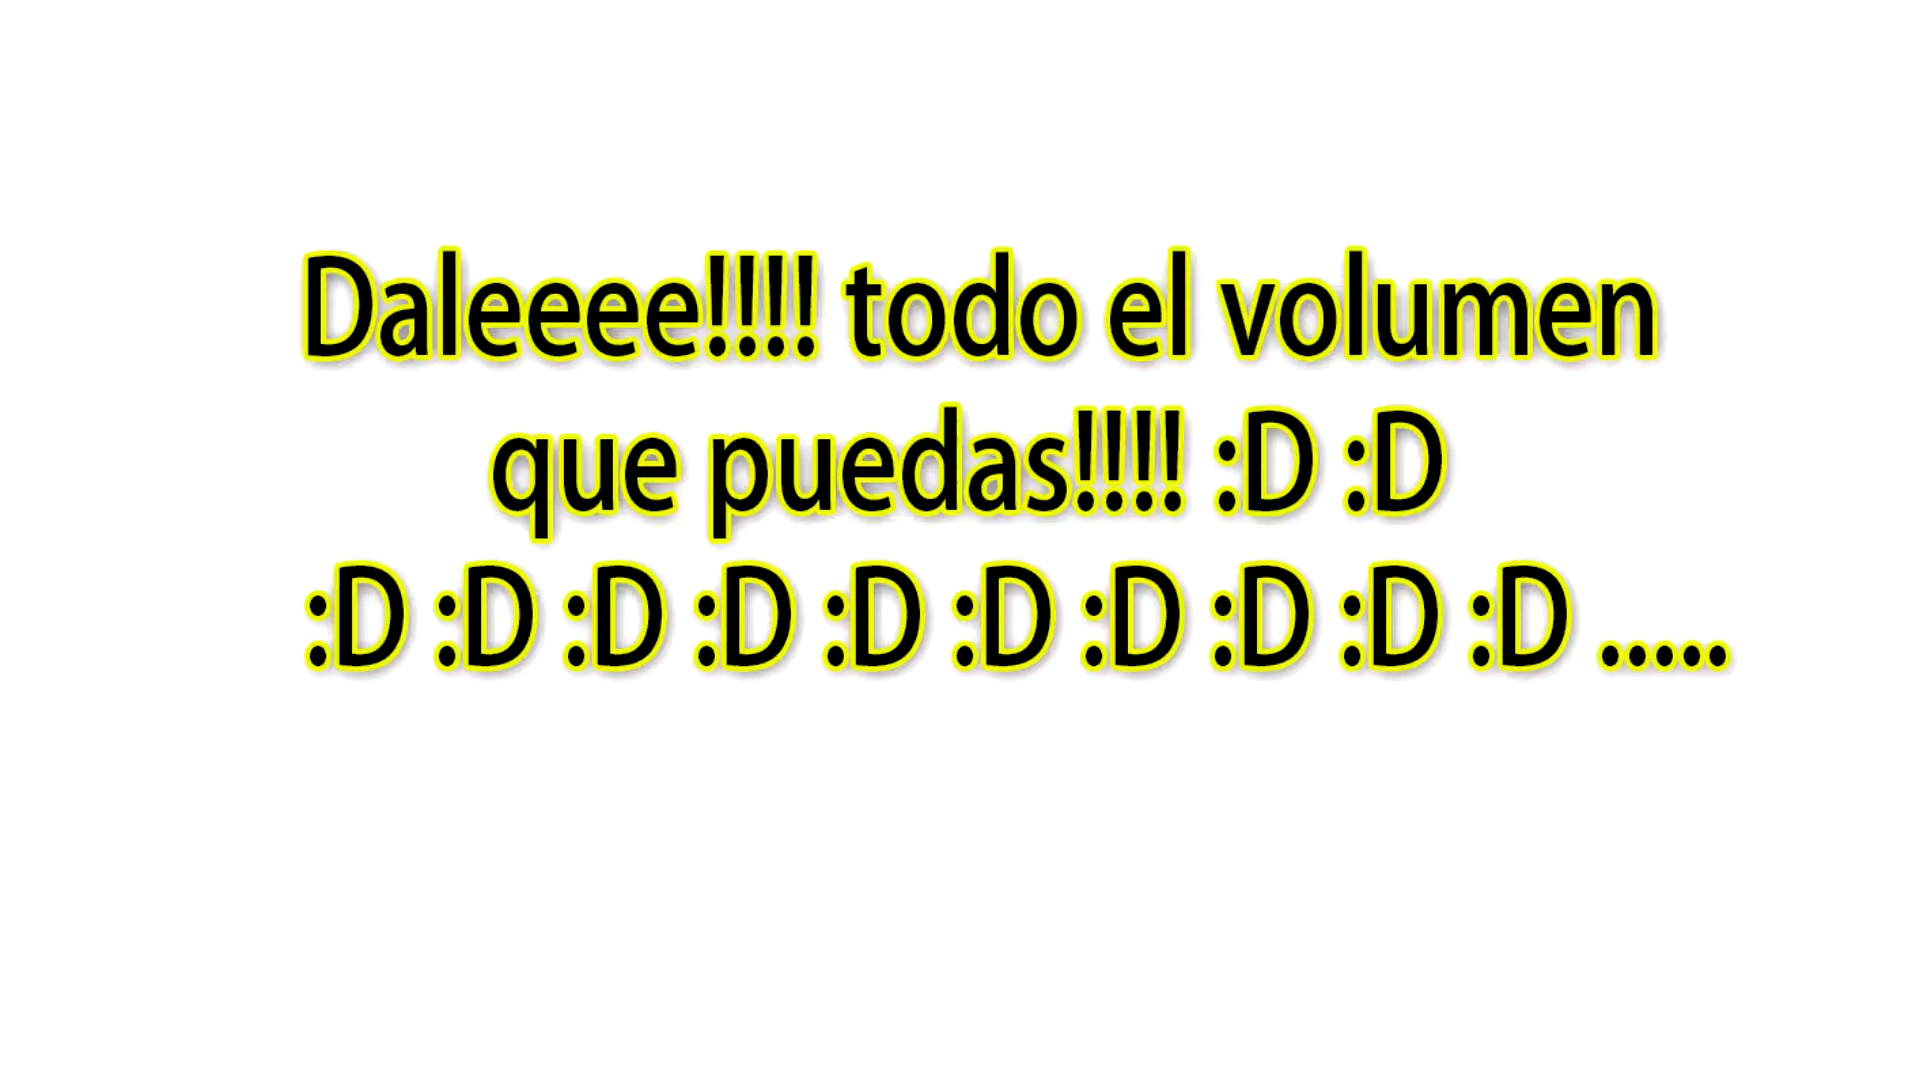 Daleeee!!!! todo el volumen
que puedas!!!! :D :D
:D :D :D :D :D :D :D :D :D :D .....